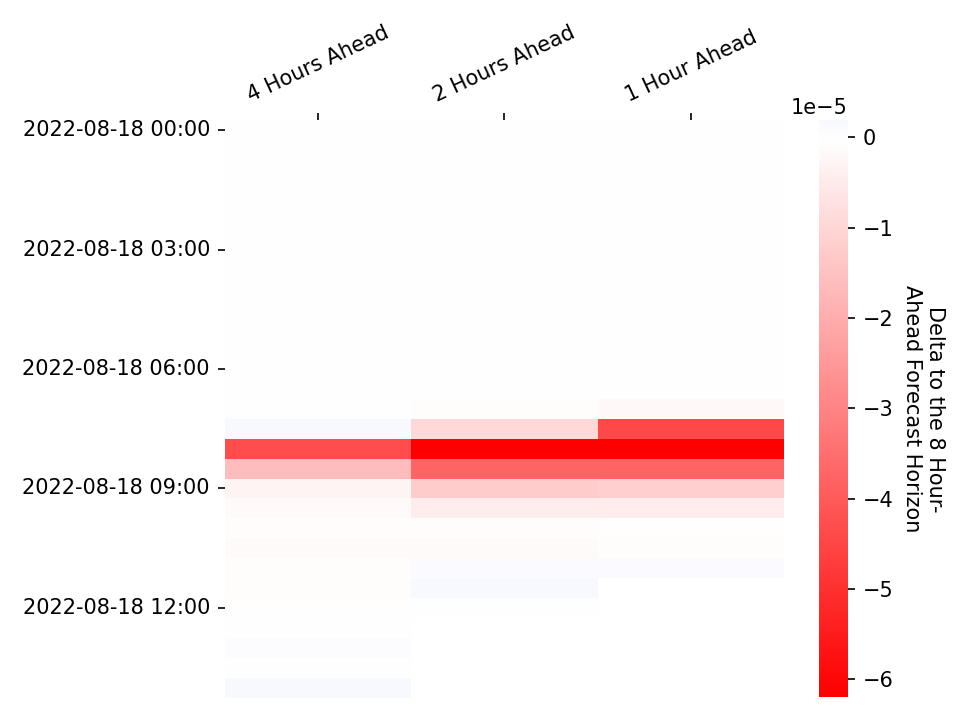 4 Hours Ahead
2 Hours Ahead
1 Hour Ahead
1e−5
2022-08-18 00:00
2022-08-18 03:00
2022-08-18 06:00
2022-08-18 09:00
2022-08-18 12:00
0
−1
−2
−3
−4
−5
−6
Delta to the 8 Hour-
Ahead Forecast Horizon